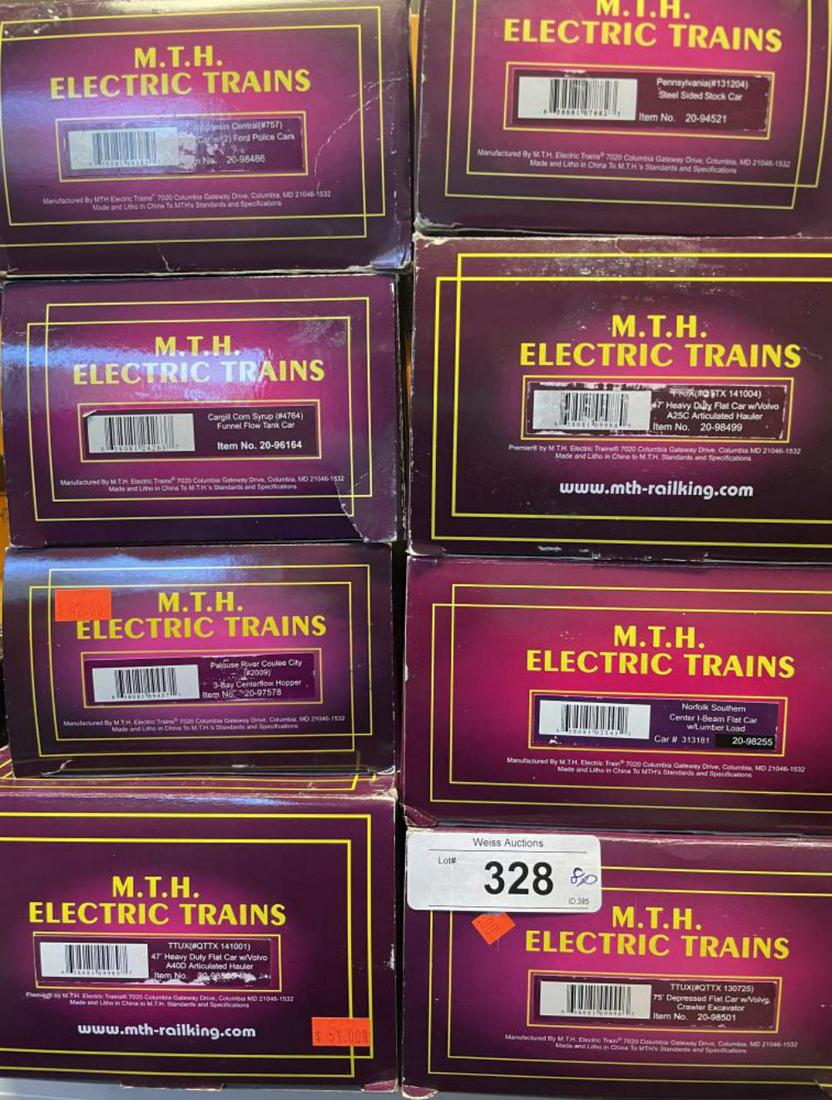 M.T.H.
ELECTRIC TRAINS
Central(#757)
Ford Police Cars
No. 20-98486
Manufactured By MTH Electric Trains 7020 Columbia Gateway Drive, Columbia, MD 21046-1532
Made and Litho in China To MTH's Standards and Specifications
M.T.H.
ELECTRIC TRAINS
Pennsylvania(#131204)
Steel Sided Stock Car
Item No. 20-94521
Manufactured By M.T.H. Electric Trains® 7020 Columbia Gateway Drive, Columbia, MD 21046-1532
Made and Litho in China To M.T.H.'s Standards and Specifications
M.T.H.
ELECTRIC TRAINS
Cargill Corn Syrup (#4764)
Funnel Flow Tank Car
Item No. 20-96164
Manufactured By M.T.H. Electric Trains® 7020 Columbia Gateway Drive, Columbia, MD 21046-1532
Made and Litho in China To M.T.H.'s Standards and Specifications
M.T.H.
ELECTRIC TRAINS
TTUX(#QTTX 141004)
47' Heavy Duty Flat Car w/Volvo
A25C Articulated Hauler
Item No. 20-98499
Premier® by M.T.H. Electric Trains® 7020 Columbia Gateway Drive, Columbia, MD 21046-1532
Made and Litho in China to M.T.H.'s Standards and Specifications
www.mth-railking.com
$ 42.00
M.T.H.
ELECTRIC TRAINS
Palouse River Coulee City
(#2009)
3-Bay Centerflow Hopper
Item No. 20-97578
Manufactured By M.T.H. Electric Trains® 7020 Columbia Gateway Drive, Columbia, MD 21046-1532
Made and Litho in China to M.T.H.'s Standards and Specifications
M.T.H.
ELECTRIC TRAINS
Norfolk Southern
Center I-Beam Flat Car
w/Lumber Load
Car # 313181 20-98255
Manufactured By M.T.H. Electric Train® 7020 Columbia Gateway Drive, Columbia, MD 21046-1532
Made and Litho in China To MTH's Standards and Specifications
M.T.H.
ELECTRIC TRAINS
TTUX(#QTTX 141001)
47' Heavy Duty Flat Car w/Volvo
A40D Articulated Hauler
Item No.
Premier® by M.T.H. Electric Trains® 7020 Columbia Gateway Drive, Columbia, MD 21046-1532
Made and Litho in China to M.T.H.'s Standards and Specifications
www.mth-railking.com
$ 51.00
Weiss Auctions
Lot#
328
ID:395
M.T.H.
ELECTRIC TRAINS
TTUX(#QTTX 130725)
75' Depressed Flat Car w/Volvo
Crawler Excavator
Item No. 20-98501
Manufactured By M.T.H. Electric Trains® 7020 Columbia Gateway Drive, Columbia, MD 21046-1532
Made and Litho in China To M.T.H.'s Standards and Specifications